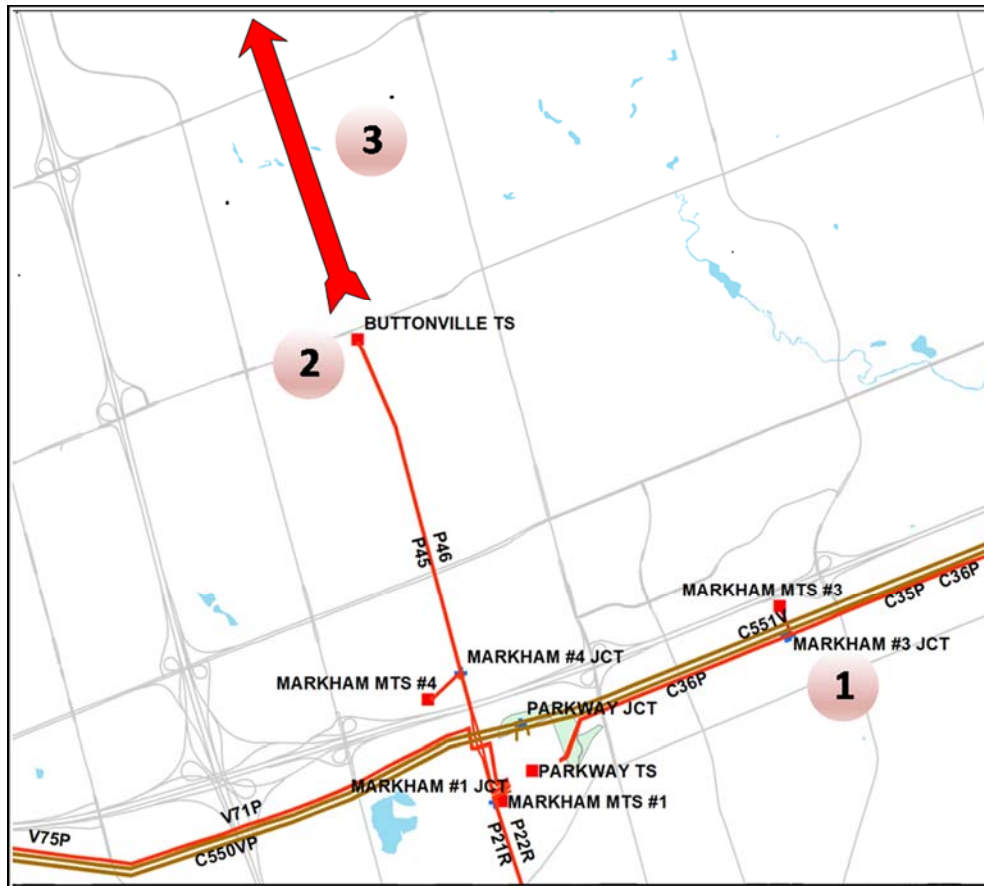 3
BUTTONVILLE TS
2
P46
P45
MARKHAM MTS #3
C36P
C35P
C551V
MARKHAM #3 JCT
MARKHAM #4 JCT
MARKHAM MTS #4
C36P
1
PARKWAY JCT
PARKWAY TS
MARKHAM #1 JCT
MARKHAM MTS #1
V71P
V75P
C550VP
P22R
P21R